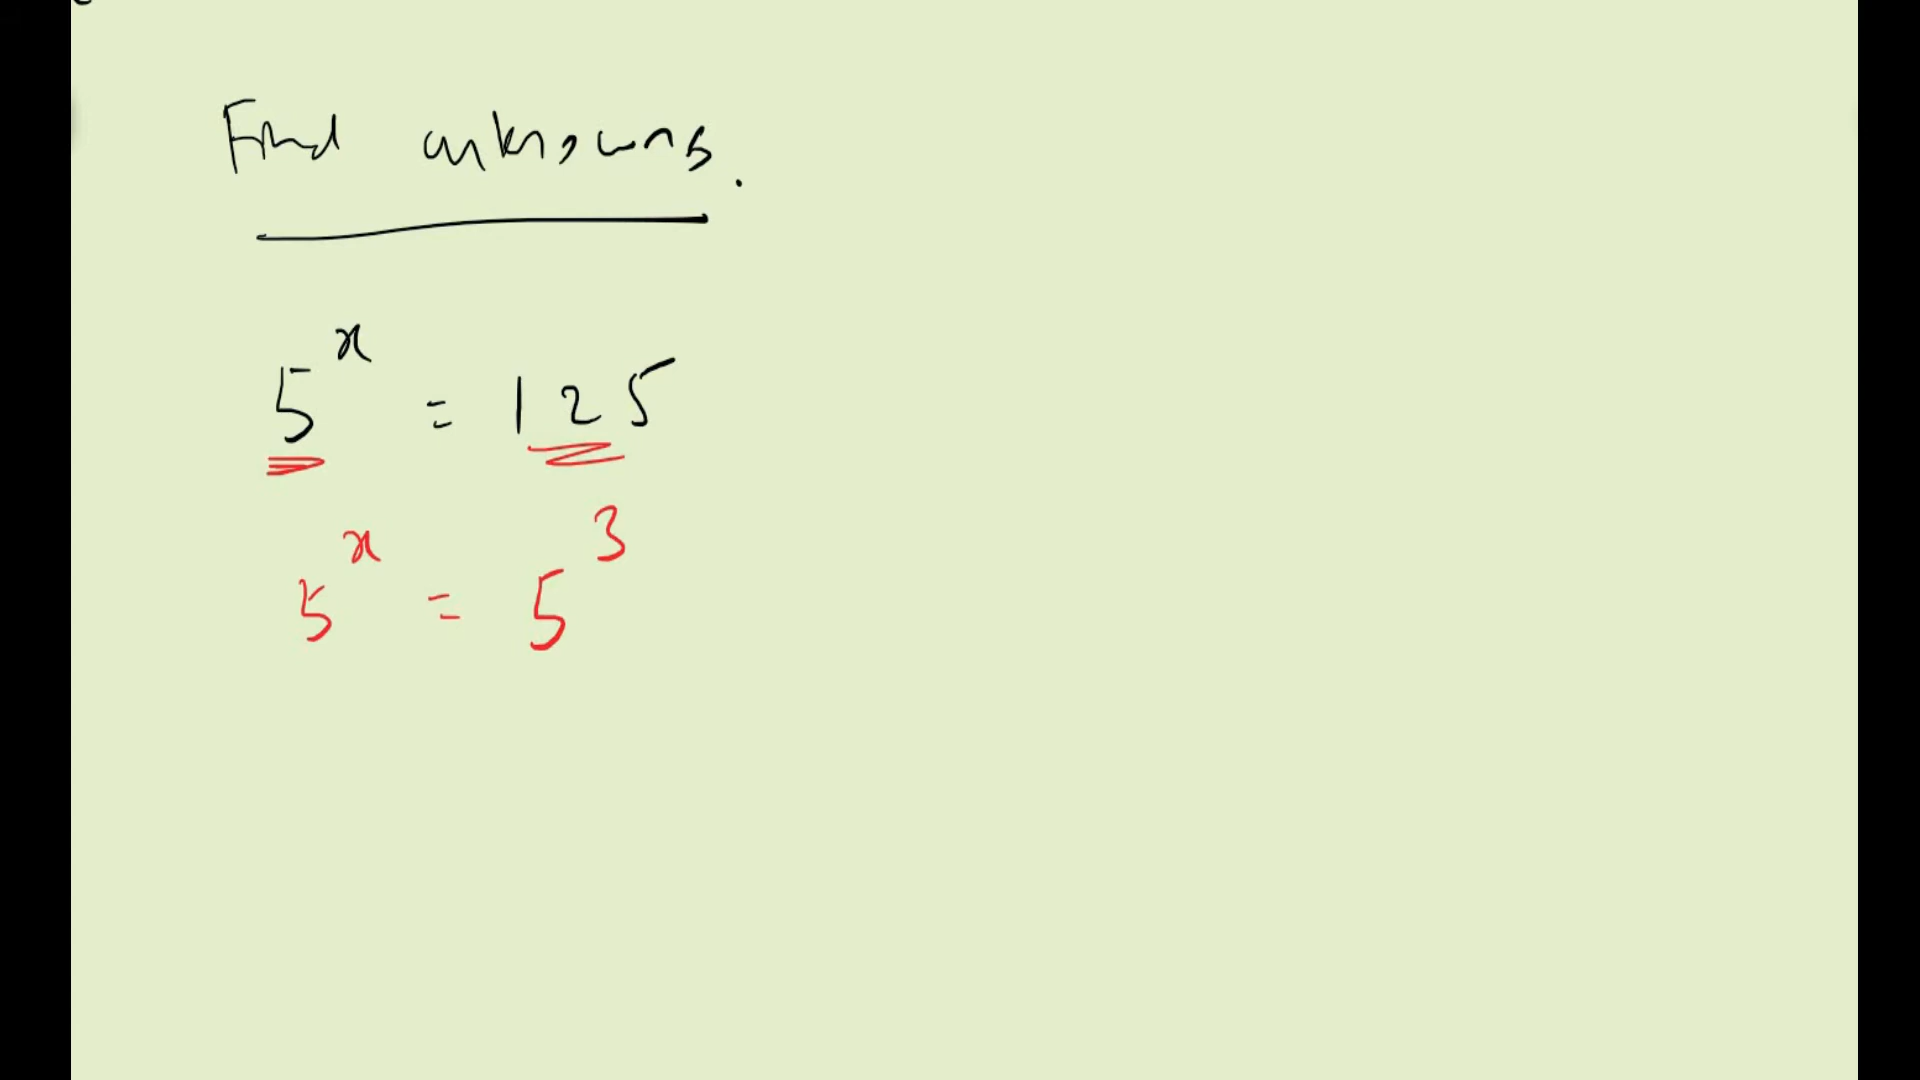 Find unknowns.
5^x = 125
5^x = 5^3